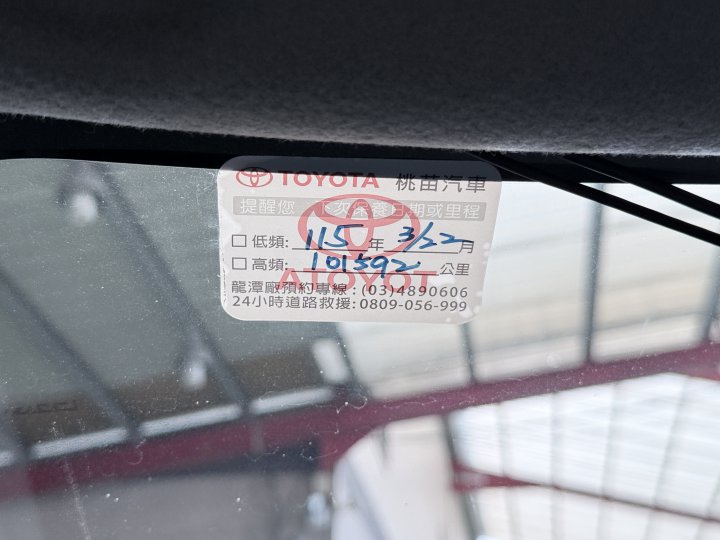 TOYOTA 桃苗汽車
提醒您 下次保養日期或里程
□ 低頻: 115 年 3/22 月
□ 高頻: 101592 公里
TOYOTA
龍潭廠預約專線:(03)4890606
24小時道路救援:0809-056-999